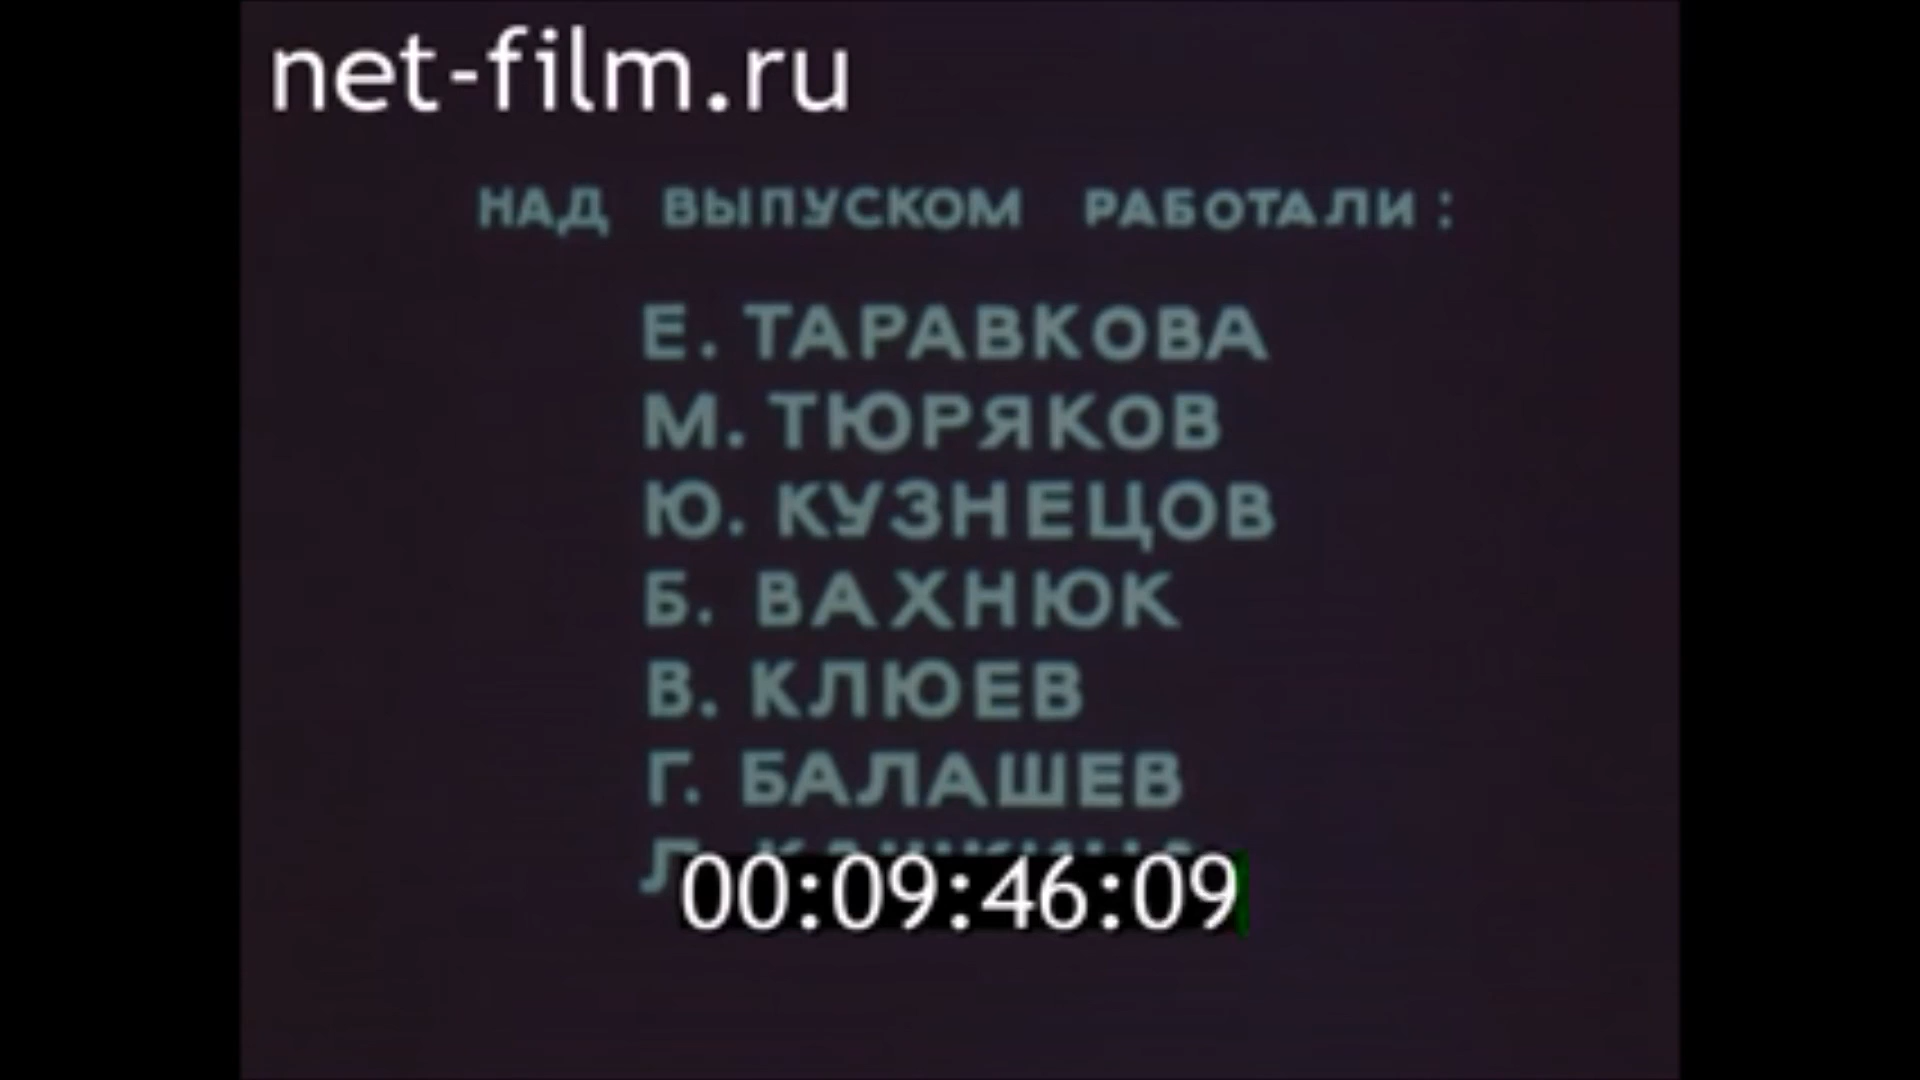 net-film.ru
НАД ВЫПУСКОМ РАБОТАЛИ:
Е. ТАРАВКОВА
М. ТЮРЯКОВ
Ю. КУЗНЕЦОВ
Б. ВАХНЮК
В. КЛЮЕВ
Г. БАЛАШЕВ
00:09:46:09